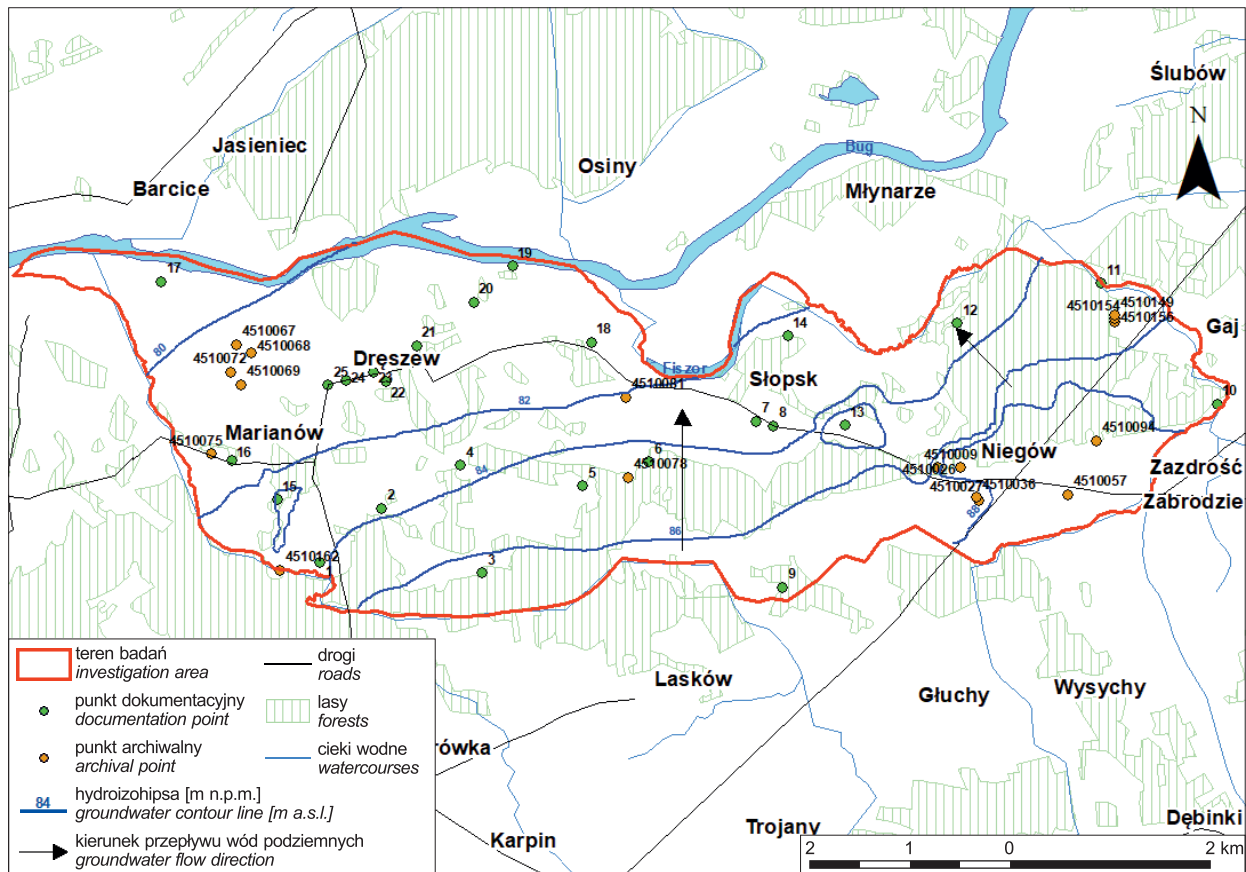 Ślubów
N
Jasieniec
Bug
Osiny
Barcice
Młynarze
19
17
20
11
12
4510154
4510149
4510156
14
18
Gaj
4510067
4510068
21
80
4510072
4510069
Dręszew
Fiszor
Słopsk
25
24
23
22
82
4510081
10
7
8
13
4510094
Marianów
4510075
16
4
84
6
4510078
5
4510009
4510026
Niegów
Zazdrość
15
2
4510027
4510036
4510057
Zabrodzie
88
86
4510162
1
3
9
Lasków
Głuchy
Wysychy
rówka
Karpin
Trojany
Dębinki
teren badań
investigation area
punkt dokumentacyjny
documentation point
punkt archiwalny
archival point
84
hydroizohipsa [m n.p.m.]
groundwater contour line [m a.s.l.]
kierunek przepływu wód podziemnych
groundwater flow direction
drogi
roads
lasy
forests
cieki wodne
watercourses
2 1 0 2 km